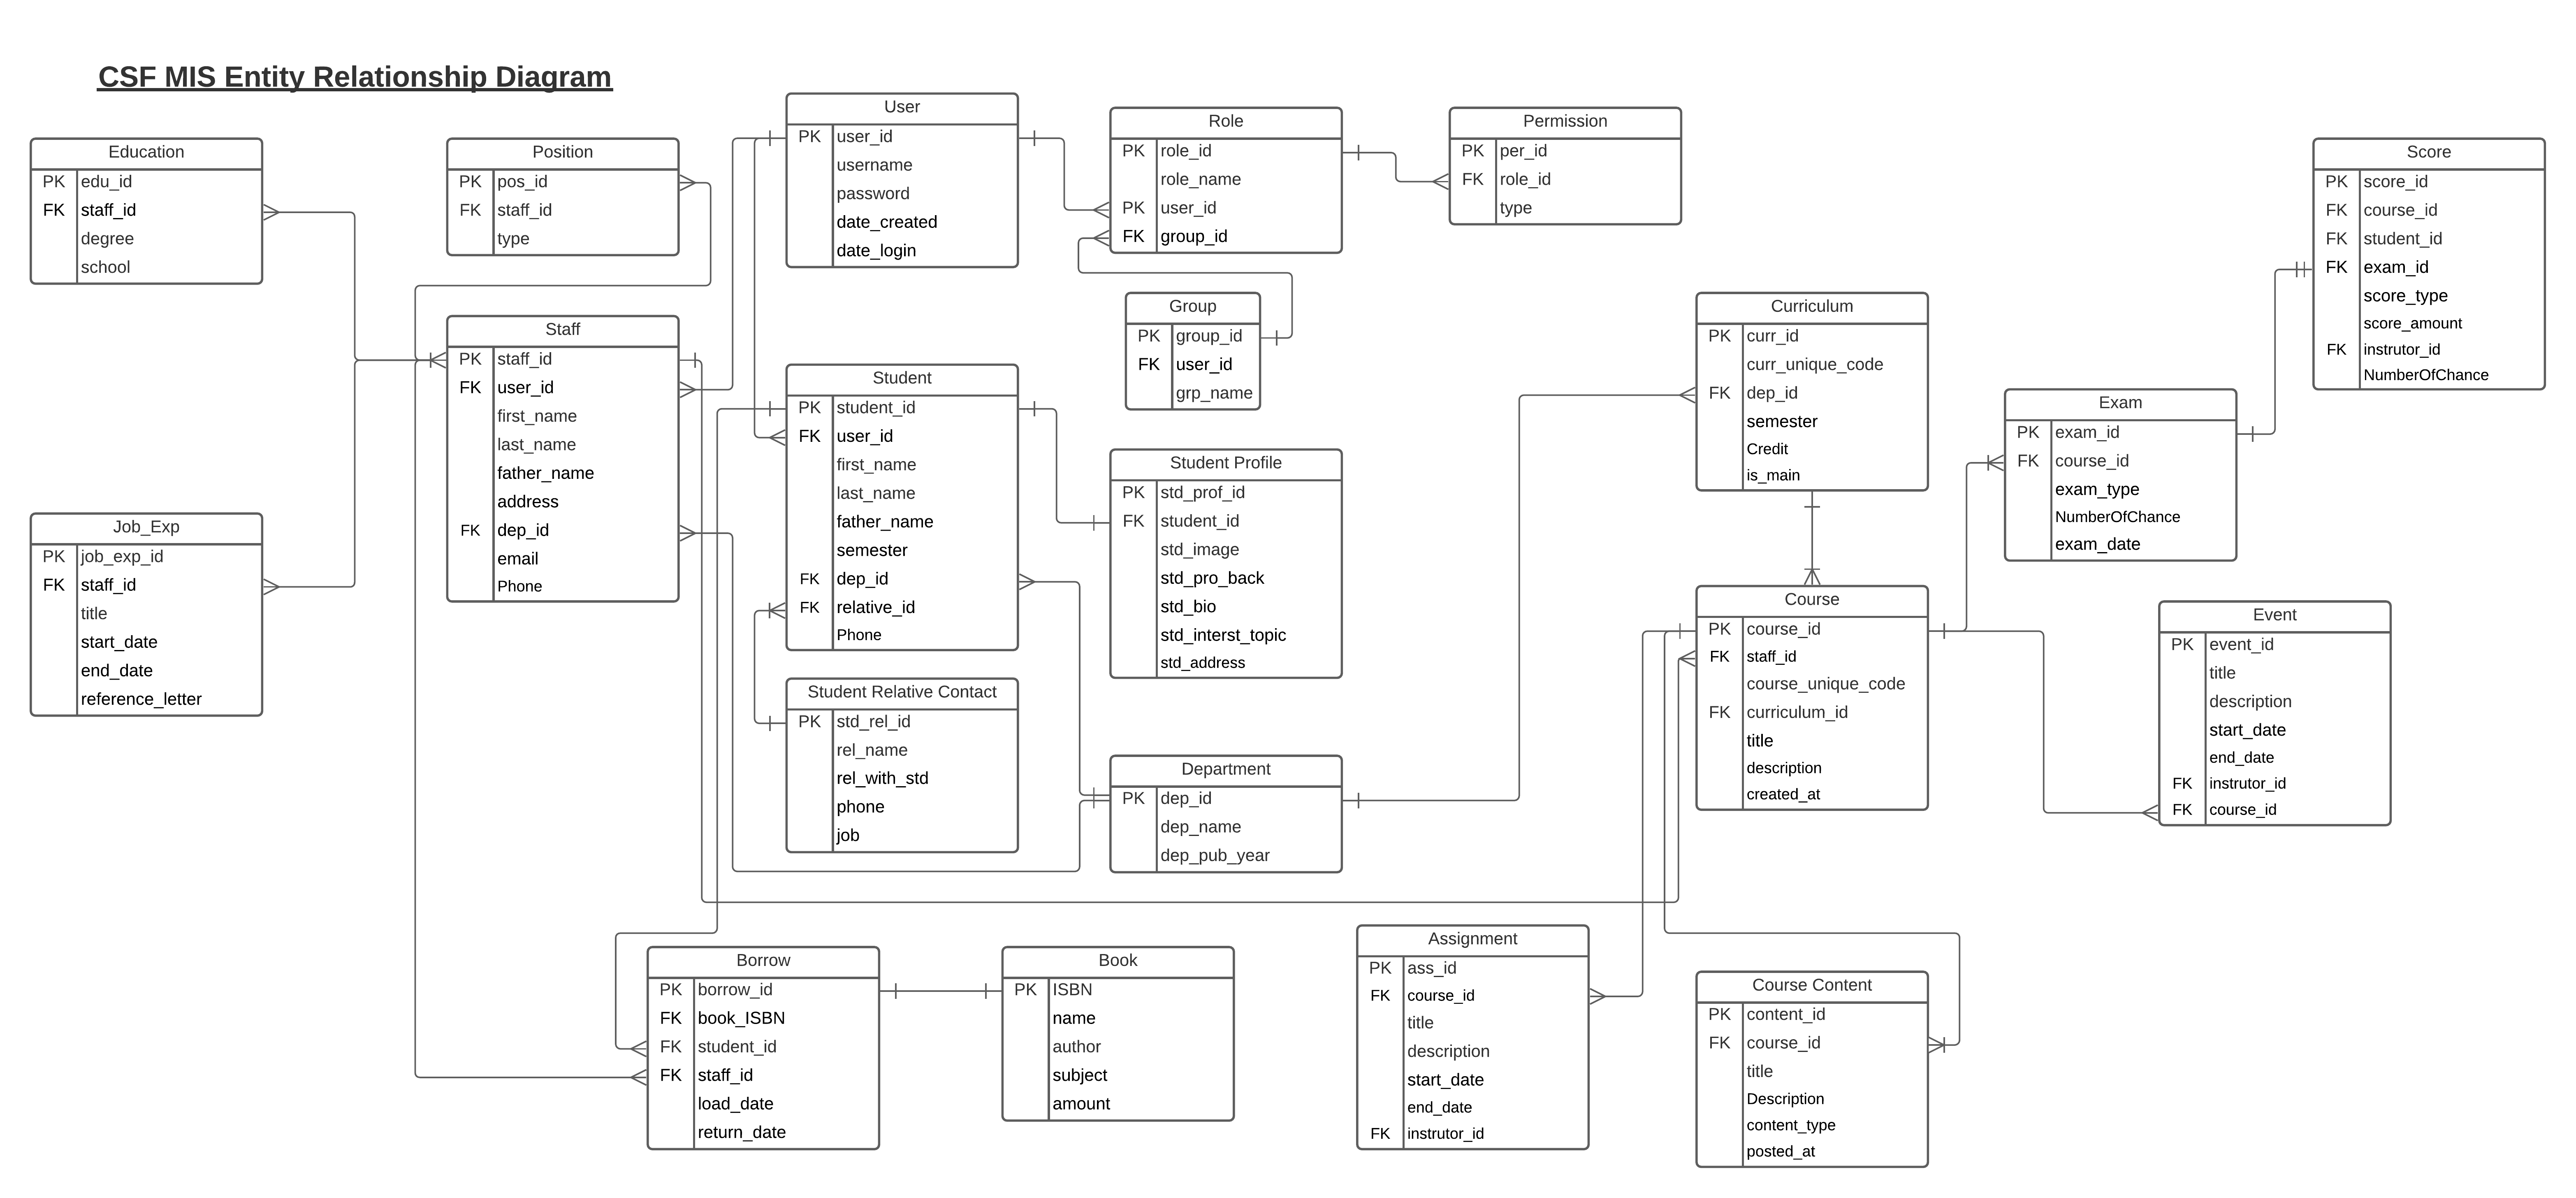 CSF MIS Entity Relationship Diagram
Education
PK edu_id
FK staff_id
degree
school
Position
PK pos_id
FK staff_id
type
User
PK user_id
username
password
date_created
date_login
Role
PK role_id
role_name
PK user_id
FK group_id
Permission
PK per_id
FK role_id
type
Score
PK score_id
FK course_id
FK student_id
FK exam_id
score_type
score_amount
FK instrutor_id
NumberOfChance
Group
PK group_id
FK user_id
grp_name
Staff
PK staff_id
FK user_id
first_name
last_name
father_name
address
FK dep_id
email
Phone
Student
PK student_id
FK user_id
first_name
last_name
father_name
semester
FK dep_id
FK relative_id
Phone
Student Profile
PK std_prof_id
FK student_id
std_image
std_pro_back
std_bio
std_interst_topic
std_address
Curriculum
PK curr_id
curr_unique_code
FK dep_id
semester
Credit
is_main
Exam
PK exam_id
FK course_id
exam_type
NumberOfChance
exam_date
Job_Exp
PK job_exp_id
FK staff_id
title
start_date
end_date
reference_letter
Student Relative Contact
PK std_rel_id
rel_name
rel_with_std
phone
job
Department
PK dep_id
dep_name
dep_pub_year
Course
PK course_id
FK staff_id
course_unique_code
FK curriculum_id
title
description
created_at
Event
PK event_id
title
description
start_date
end_date
FK instrutor_id
FK course_id
Borrow
PK borrow_id
FK book_ISBN
FK student_id
FK staff_id
load_date
return_date
Book
PK ISBN
name
author
subject
amount
Assignment
PK ass_id
FK course_id
title
description
start_date
end_date
FK instrutor_id
Course Content
PK content_id
FK course_id
title
Description
content_type
posted_at